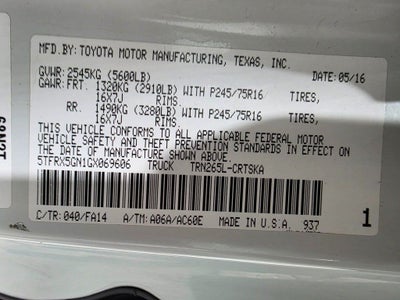 MFD.BY: TOYOTA MOTOR MANUFACTURING, TEXAS, INC.
GVWR: 2545KG (5600LB) 05/16
GAWR: FRT. 1320KG (2910LB) WITH P245/75R16 TIRES,
16X7J RIMS
RR. 1490KG (3280LB) WITH P245/75R16 TIRES,
16X7J RIMS
THIS VEHICLE CONFORMS TO ALL APPLICABLE FEDERAL MOTOR
VEHICLE SAFETY AND THEFT PREVENTION STANDARDS IN EFFECT ON
THE DATE OF MANUFACTURE SHOWN ABOVE.
5TFRX5GN1GX069606 TRUCK TRN265L-CRTSKA
C/TR: 040/FA14 A/TM: A06A/AC60E MADE IN U.S.A. 937 1